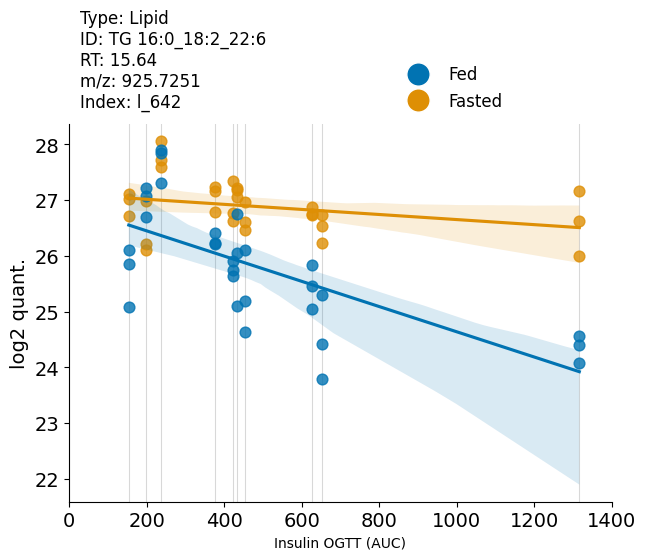 Type: Lipid
ID: TG 16:0_18:2_22:6
RT: 15.64
m/z: 925.7251
Index: l_642
Fed
Fasted
28
27
26
25
24
23
22
log2 quant.
0 200 400 600 800 1000 1200 1400
Insulin OGTT (AUC)